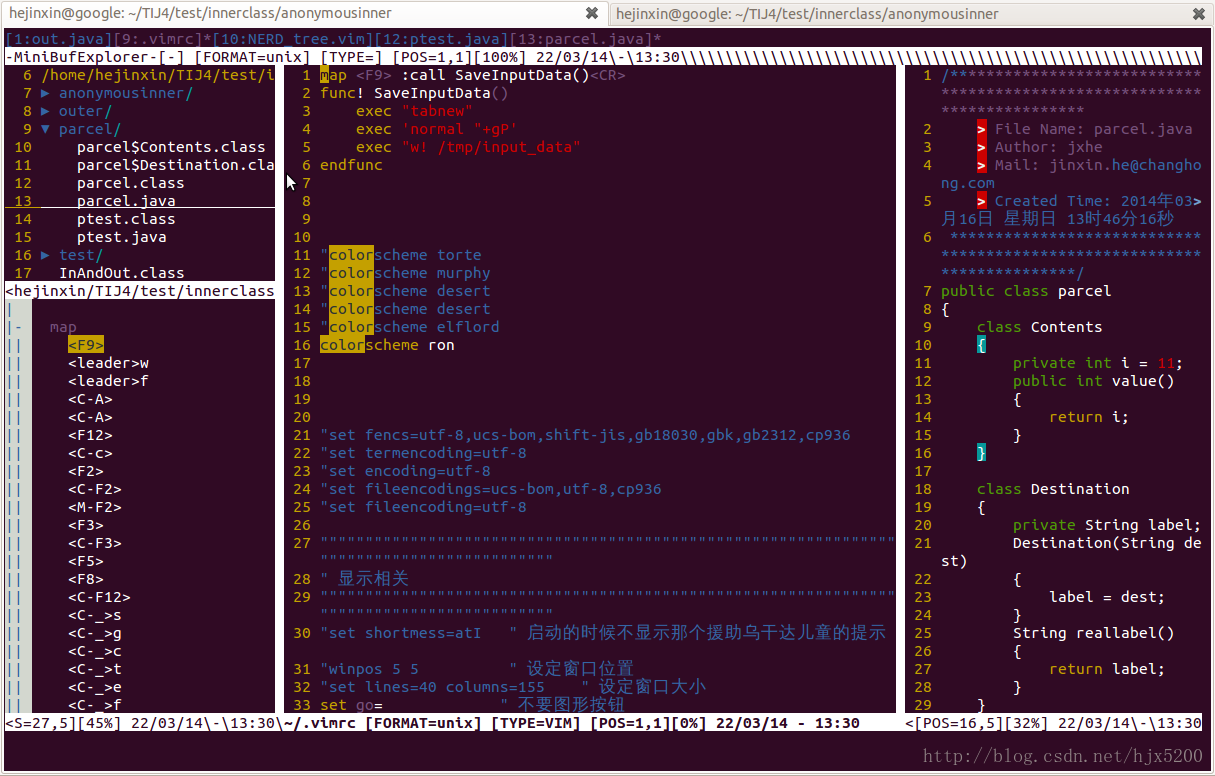 hejinxin@google: ~/TIJ4/test/innerclass/anonymousinner
hejinxin@google: ~/TIJ4/test/innerclass/anonymousinner
[1:out.java][9:.vimrc]*[10:NERD_tree.vim][12:ptest.java][13:parcel.java]*
-MiniBufExplorer-[-] [FORMAT=unix] [TYPE=] [POS=1,1][100%] 22/03/14\-\13:30\\\\\\\\\\\\\\\\\\\\\\\\\\\\\\\\\\\\\\\\\\\\\\\\\\\\\\\\\\
6 /home/hejinxin/TIJ4/test/i
7 ▶ anonymousinner/
8 ▶ outer/
9 ▼ parcel/
10 parcel$Contents.class
11 parcel$Destination.cla
12 parcel.class
13 parcel.java
14 ptest.class
15 ptest.java
16 ▶ test/
17 InAndOut.class
<hejinxin/TIJ4/test/innerclass
|
|- map
|| <F9>
|| <leader>w
|| <leader>f
|| <C-A>
|| <C-A>
|| <F12>
|| <C-c>
|| <F2>
|| <C-F2>
|| <M-F2>
|| <F3>
|| <C-F3>
|| <F5>
|| <F8>
|| <C-F12>
|| <C-_>s
|| <C-_>g
|| <C-_>c
|| <C-_>t
|| <C-_>e
|| <C-_>f
<S=27,5][45%] 22/03/14\-\13:30\
1 map <F9> :call SaveInputData()<CR>
2 func! SaveInputData()
3 exec "tabnew"
4 exec 'normal "+gP'
5 exec "w! /tmp/input_data"
6 endfunc
7
8
9
10
11 "colorscheme torte
12 "colorscheme murphy
13 "colorscheme desert
14 "colorscheme desert
15 "colorscheme elflord
16 colorscheme ron
17
18
19
20
21 "set fencs=utf-8,ucs-bom,shift-jis,gb18030,gbk,gb2312,cp936
22 "set termencoding=utf-8
23 "set encoding=utf-8
24 "set fileencodings=ucs-bom,utf-8,cp936
25 "set fileencoding=utf-8
26
27 """"""""""""""""""""""""""""""""""""""""""""""""""""""""""""""""
""""""""""""""""""""""""""
28 " 显示相关
29 """"""""""""""""""""""""""""""""""""""""""""""""""""""""""""""""
""""""""""""""""""""""""""
30 "set shortmess=atI " 启动的时候不显示那个援助乌干达儿童的提示
31 "winpos 5 5 " 设定窗口位置
32 "set lines=40 columns=155 " 设定窗口大小
33 set go= " 不要图形按钮
~/.vimrc [FORMAT=unix] [TYPE=VIM] [POS=1,1][0%] 22/03/14 - 13:30
1 /****************************
*****************************
****************
2 > File Name: parcel.java
3 > Author: jxhe
4 > Mail: jinxin.he@changho
ng.com
5 > Created Time: 2014年03>
月16日 星期日 13时46分16秒
6 ****************************
*****************************
***************/
7 public class parcel
8 {
9 class Contents
10 {
11 private int i = 11;
12 public int value()
13 {
14 return i;
15 }
16 }
17
18 class Destination
19 {
20 private String label;
21 Destination(String de
st)
22 {
23 label = dest;
24 }
25 String reallabel()
26 {
27 return label;
28 }
29 }
<[POS=16,5][32%] 22/03/14\-\13:30
http://blog.csdn.net/hjx5200